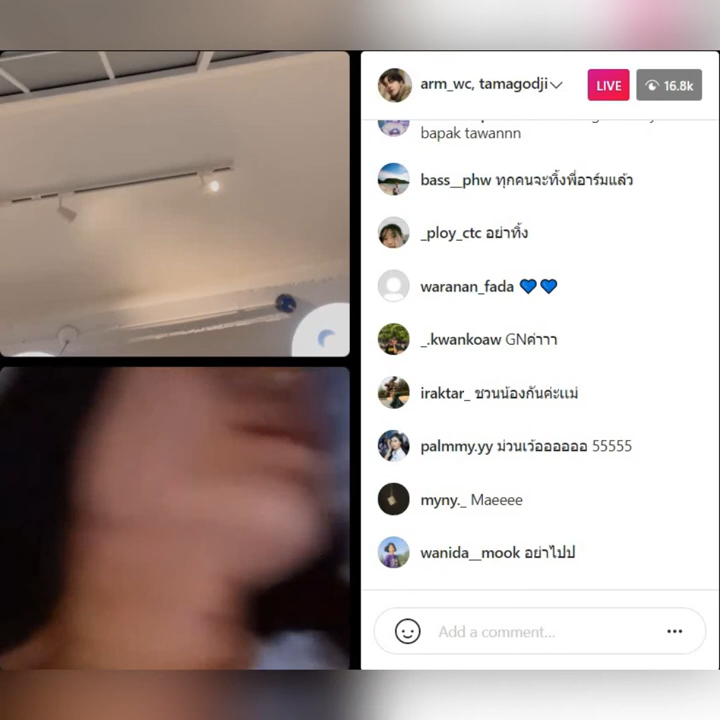 arm_wc, tamagodji
LIVE
16.8k
bapak tawannn
bass__phw ทุกคนจะทิ้งพี่อาร์มแล้ว
_ploy_ctc อย่าทิ้ง
waranan_fada 💙💙
_.kwankoaw GNค่าาา
iraktar_ ชวนน้องกันค่ะแม่
palmmy.yy ม่วนเว้ออออออ 55555
myny._ Maeeee
wanida__mook อย่าไปป
Add a comment...